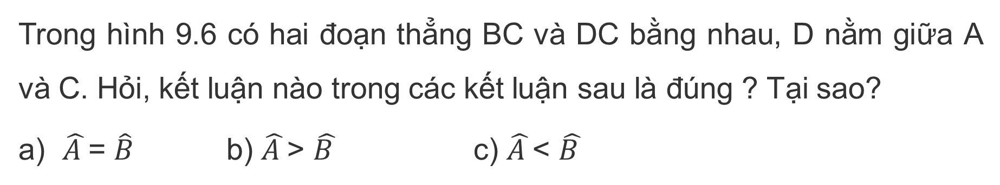 Trong hình 9.6 có hai đoạn thẳng BC và DC bằng nhau, D nằm giữa A
và C. Hỏi, kết luận nào trong các kết luận sau là đúng ? Tại sao?
a) \widehat{A} = \widehat{B} b) \widehat{A} > \widehat{B} c) \widehat{A} < \widehat{B}